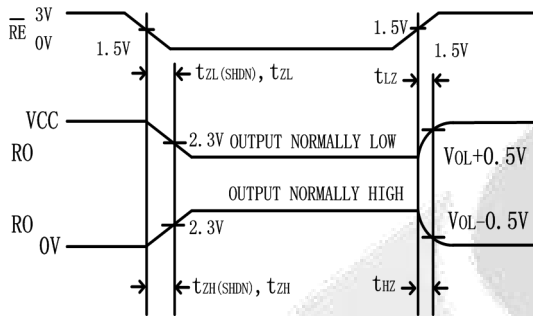 RE 3V
0V
1.5V 1.5V 1.5V
tZL(SHDN), tZL tLZ
VCC
RO
2.3V OUTPUT NORMALLY LOW
VOL+0.5V
OUTPUT NORMALLY HIGH
RO
0V
2.3V
VOL-0.5V
tZH(SHDN), tZH tHZ